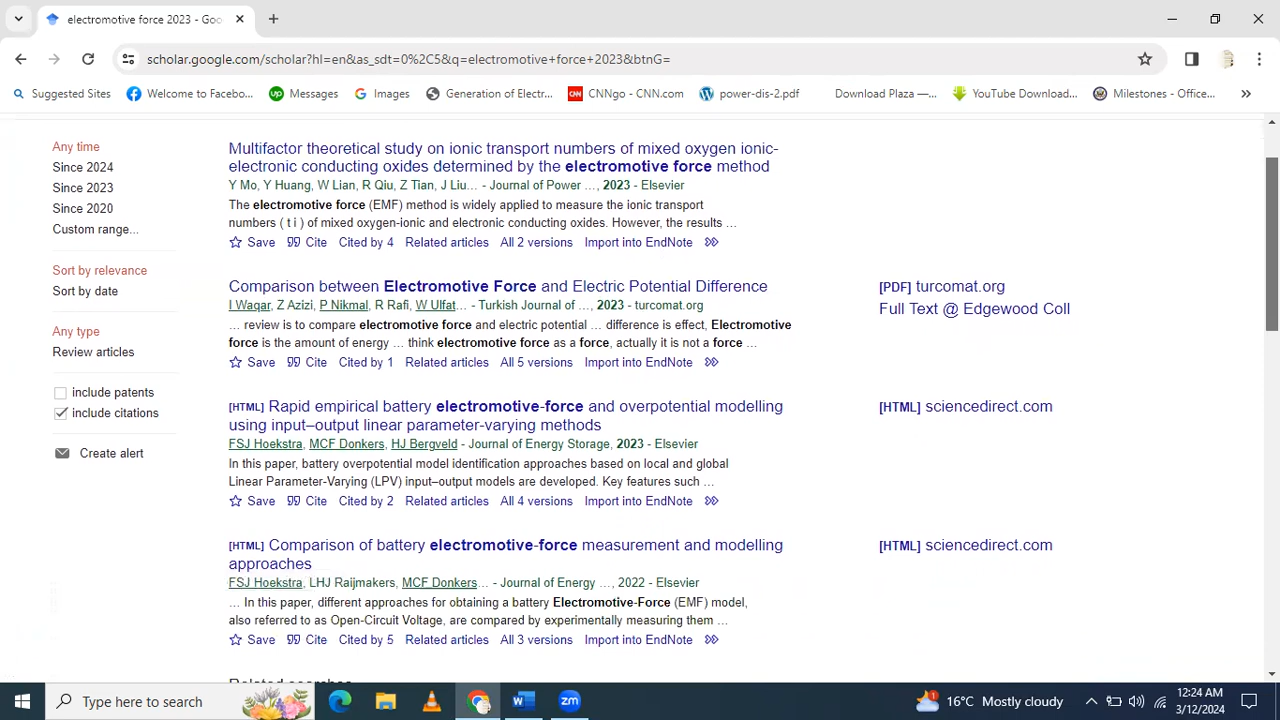 electromotive force 2023 - Goo
scholar.google.com/scholar?hl=en&as_sdt=0%2C5&q=electromotive+force+2023&btnG=
Suggested Sites Welcome to Facebo... up Messages Images Generation of Electr... CNN CNNgo - CNN.com power-dis-2.pdf Download Plaza —... YouTube Download... Milestones - Office...
Any time
Since 2024
Since 2023
Since 2020
Custom range...
Sort by relevance
Sort by date
Any type
Review articles
include patents
include citations
Create alert
Multifactor theoretical study on ionic transport numbers of mixed oxygen ionic-
electronic conducting oxides determined by the electromotive force method
Y Mo, Y Huang, W Lian, R Qiu, Z Tian, J Liu... - Journal of Power ..., 2023 - Elsevier
The electromotive force (EMF) method is widely applied to measure the ionic transport
numbers ( t i ) of mixed oxygen-ionic and electronic conducting oxides. However, the results ...
Save Cite Cited by 4 Related articles All 2 versions Import into EndNote
Comparison between Electromotive Force and Electric Potential Difference
I Waqar, Z Azizi, P Nikmal, R Rafi, W Ulfat... - Turkish Journal of ..., 2023 - turcomat.org
... review is to compare electromotive force and electric potential ... difference is effect, Electromotive
force is the amount of energy ... think electromotive force as a force, actually it is not a force ...
Save Cite Cited by 1 Related articles All 5 versions Import into EndNote
[PDF] turcomat.org
Full Text @ Edgewood Coll
[HTML] Rapid empirical battery electromotive-force and overpotential modelling
using input–output linear parameter-varying methods
FSJ Hoekstra, MCF Donkers, HJ Bergveld - Journal of Energy Storage, 2023 - Elsevier
In this paper, battery overpotential model identification approaches based on local and global
Linear Parameter-Varying (LPV) input–output models are developed. Key features such ...
Save Cite Cited by 2 Related articles All 4 versions Import into EndNote
[HTML] sciencedirect.com
[HTML] Comparison of battery electromotive-force measurement and modelling
approaches
FSJ Hoekstra, LHJ Raijmakers, MCF Donkers... - Journal of Energy ..., 2022 - Elsevier
... In this paper, different approaches for obtaining a battery Electromotive-Force (EMF) model,
also referred to as Open-Circuit Voltage, are compared by experimentally measuring them ...
Save Cite Cited by 5 Related articles All 3 versions Import into EndNote
[HTML] sciencedirect.com
Related searches
Type here to search
W
zm
1
16°C Mostly cloudy
12:24 AM
3/12/2024